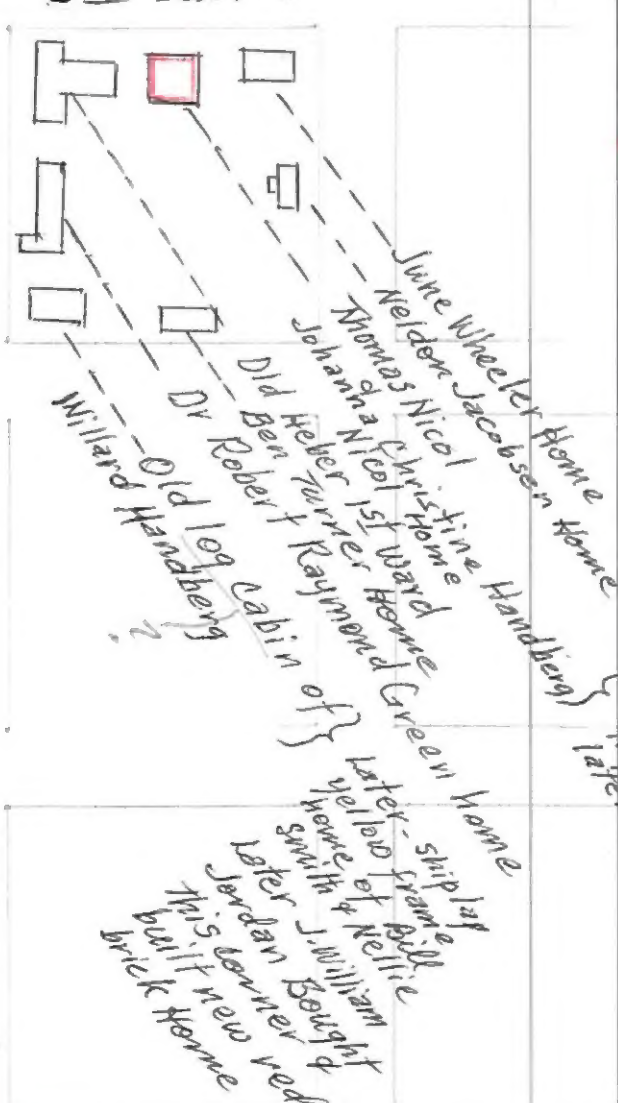 June Wheeler Home
Neldon Jacobsen Home
Thomas Nicol
&
Johanna Christine Handberg }
Nicol Home
Old Heber 1st Ward
Ben Turner Home
Dr Robert Raymond Green home
Old log cabin of }
Willard Handberg
?
Later - shiplap
yellow frame
home of Bill
Smith & Nellie
Later J. William
Jordan Bought
This corner &
built new red
brick Home